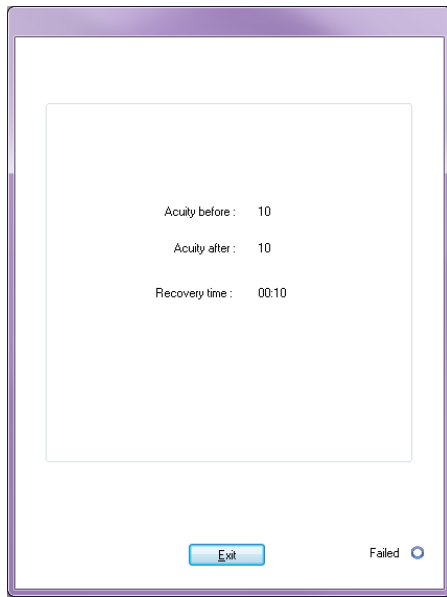 Acuity before : 10
Acuity after : 10
Recovery time : 00:10
Exit
Failed